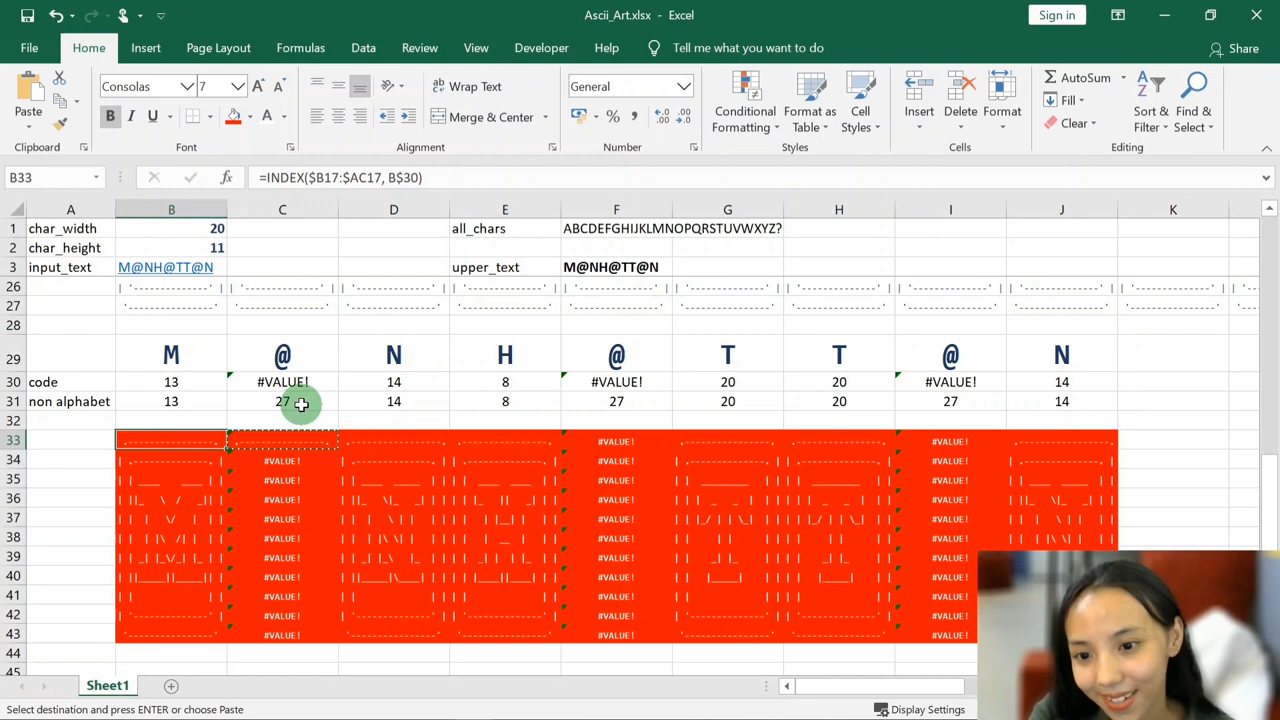 Ascii_Art.xlsx - Excel
Sign in
File Home Insert Page Layout Formulas Data Review View Developer Help Tell me what you want to do Share
Paste
Consolas 7
B I U
Wrap Text
Merge & Center
General
Conditional Formatting
Format as Table
Cell Styles
Insert
Delete
Format
AutoSum
Fill
Clear
Sort & Filter
Find & Select
Clipboard Font Alignment Number Styles Cells Editing
B33 =INDEX($B17:$AC17, B$30)
A B C D E F G H I J K
1 char_width 20 all_chars ABCDEFGHIJKLMNOPQRSTUVWXYZ?
2 char_height 11
3 input_text M@NH@TT@N upper_text M@NH@TT@N
26
27
28
29 M @ N H @ T T @ N
30 code 13 #VALUE! 14 8 #VALUE! 20 20 #VALUE! 14
31 non alphabet 13 27 14 8 27 20 20 27 14
32
33 #VALUE! #VALUE!
34 #VALUE! #VALUE! #VALUE!
35 #VALUE! #VALUE! #VALUE!
36 #VALUE! #VALUE! #VALUE!
37 #VALUE! #VALUE! #VALUE!
38 #VALUE! #VALUE! #VALUE!
39 #VALUE! #VALUE! #VALUE!
40 #VALUE! #VALUE! #VALUE!
41 #VALUE! #VALUE! #VALUE!
42 #VALUE! #VALUE! #VALUE!
43 #VALUE! #VALUE! #VALUE!
44
45
Sheet1
Select destination and press ENTER or choose Paste
Display Settings